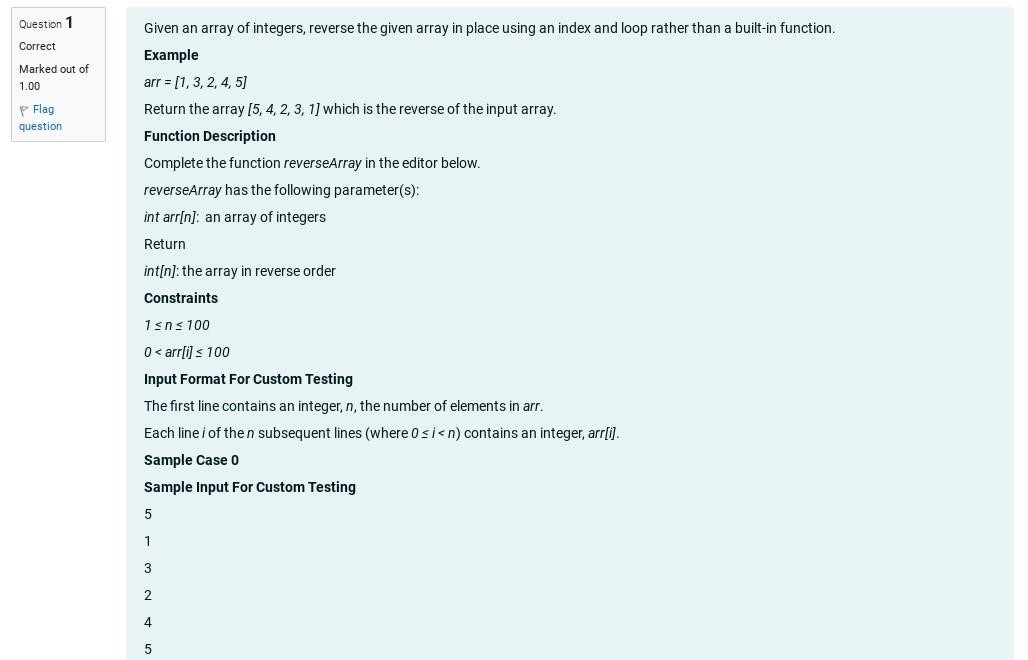 Question 1
Correct
Marked out of
1.00
Flag
question
Given an array of integers, reverse the given array in place using an index and loop rather than a built-in function.
Example
arr = [1, 3, 2, 4, 5]
Return the array [5, 4, 2, 3, 1] which is the reverse of the input array.
Function Description
Complete the function reverseArray in the editor below.
reverseArray has the following parameter(s):
int arr[n]: an array of integers
Return
int[n]: the array in reverse order
Constraints
1 ≤ n ≤ 100
0 < arr[i] ≤ 100
Input Format For Custom Testing
The first line contains an integer, n, the number of elements in arr.
Each line i of the n subsequent lines (where 0 ≤ i < n) contains an integer, arr[i].
Sample Case 0
Sample Input For Custom Testing
5
1
3
2
4
5